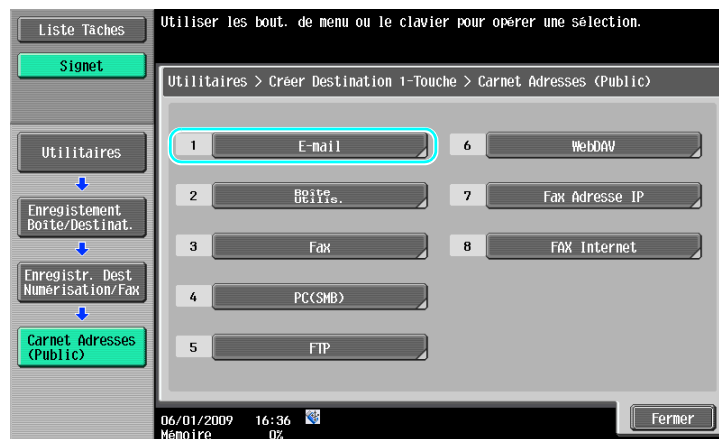 Liste Tâches
Utiliser les bout. de menu ou le clavier pour opérer une sélection.
Signet
Utilitaires > Créer Destination 1-Touche > Carnet Adresses (Public)
Utilitaires
Enregistement
Boîte/Destinat.
Enregistr. Dest
Numérisation/Fax
Carnet Adresses
(Public)
1 E-mail
2 Boîte
Utilis.
3 Fax
4 PC(SMB)
5 FTP
6 WebDAV
7 Fax Adresse IP
8 FAX Internet
06/01/2009 16:36
Mémoire 0%
Fermer